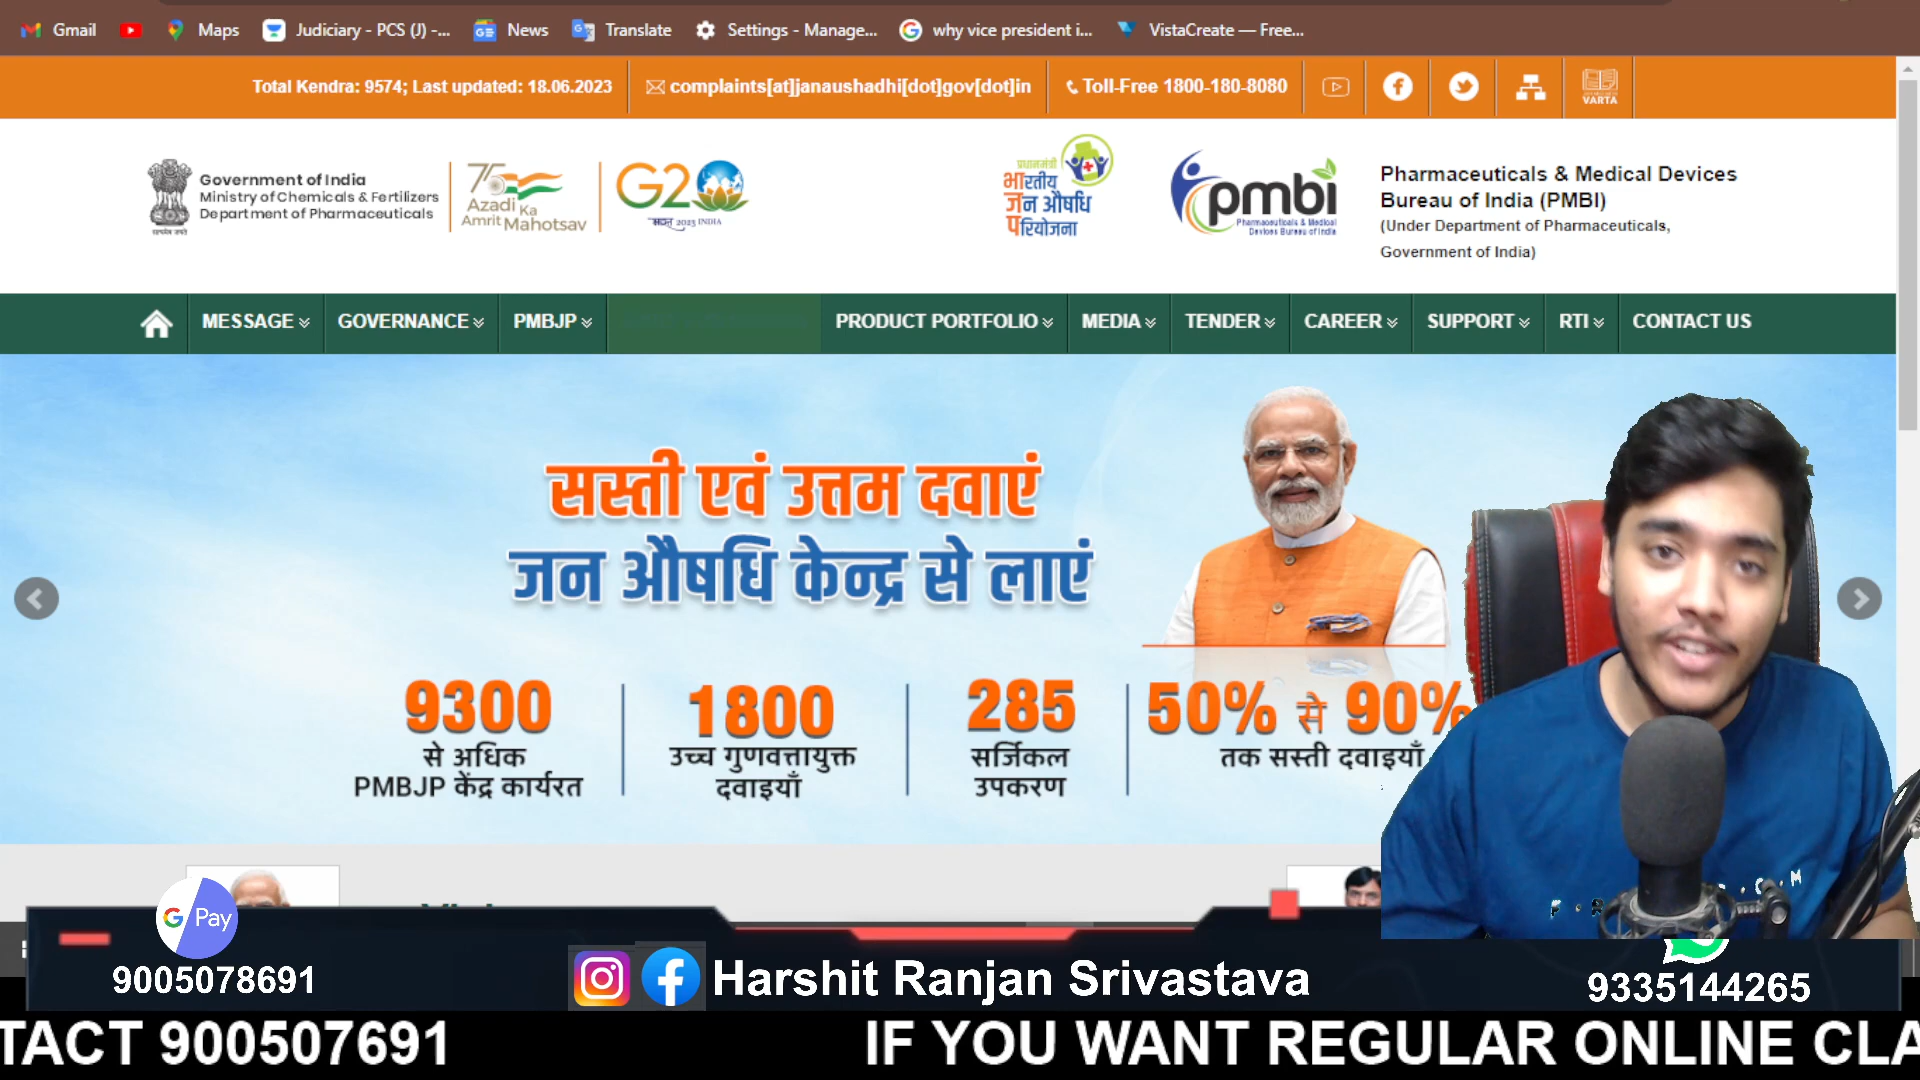 Gmail
Maps
Judiciary - PCS (J) -...
News
Translate
Settings - Manage...
why vice president i...
VistaCreate — Free...
Total Kendra: 9574; Last updated: 18.06.2023
complaints[at]janaushadhi[dot]gov[dot]in
Toll-Free 1800-180-8080
VARTA
Government of India
Ministry of Chemicals & Fertilizers
Department of Pharmaceuticals
75
Azadi Ka
Amrit Mahotsav
G20
भारत 2023 INDIA
प्रधानमंत्री
भारतीय
जन औषधि
परियोजना
pmbi
Pharmaceuticals & Medical
Devices Bureau of India
Pharmaceuticals & Medical Devices
Bureau of India (PMBI)
(Under Department of Pharmaceuticals,
Government of India)
MESSAGE
GOVERNANCE
PMBJP
PRODUCT PORTFOLIO
MEDIA
TENDER
CAREER
SUPPORT
RTI
CONTACT US
सस्ती एवं उत्तम दवाएं
जन औषधि केन्द्र से लाएं
9300
से अधिक
PMBJP केंद्र कार्यरत
1800
उच्च गुणवत्तायुक्त
दवाइयाँ
285
सर्जिकल
उपकरण
50% से 90%
तक सस्ती दवाइयाँ
G Pay
9005078691
Harshit Ranjan Srivastava
9335144265
TACT 900507691
IF YOU WANT REGULAR ONLINE CLA